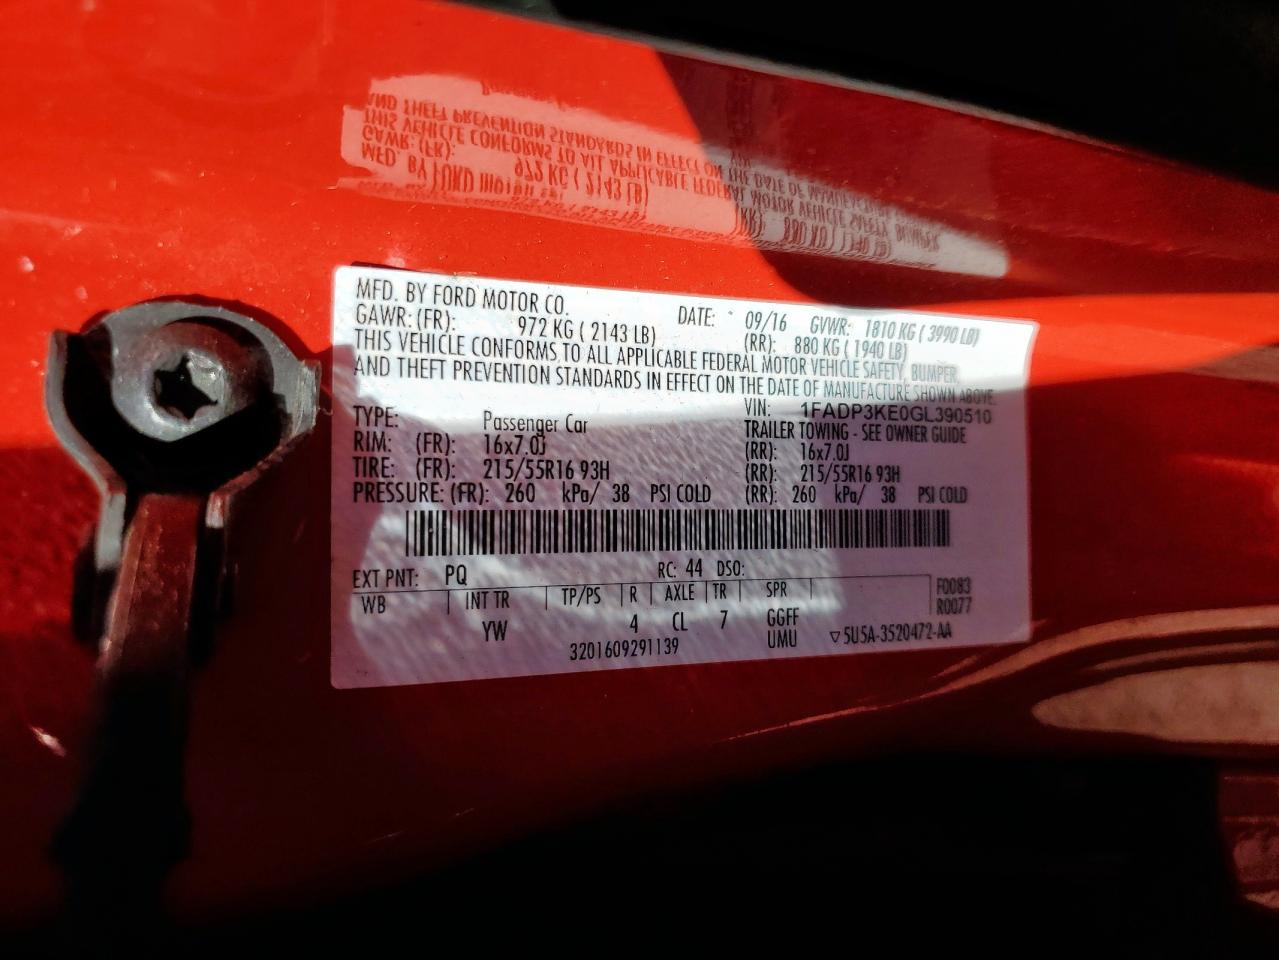 MFD. BY FORD MOTOR CO. DATE: 09/16 GVWR: 1810 KG ( 3990 LB)
GAWR: (FR): 972 KG ( 2143 LB) (RR): 880 KG ( 1940 LB)
THIS VEHICLE CONFORMS TO ALL APPLICABLE FEDERAL MOTOR VEHICLE SAFETY, BUMPER,
AND THEFT PREVENTION STANDARDS IN EFFECT ON THE DATE OF MANUFACTURE SHOWN ABOVE.
VIN: 1FADP3KE0GL390510
TYPE: Passenger Car TRAILER TOWING - SEE OWNER GUIDE
RIM: (FR): 16x7.0J (RR): 16x7.0J
TIRE: (FR): 215/55R16 93H (RR): 215/55R16 93H
PRESSURE: (FR): 260 kPa/ 38 PSI COLD (RR): 260 kPa/ 38 PSI COLD
EXT PNT: PQ RC: 44 DSO:
WB INT TR TP/PS R AXLE TR SPR F0083
R0077
YW 4 CL 7 GGFF
3201609291139 UMU ▽5U5A-3520472-AA